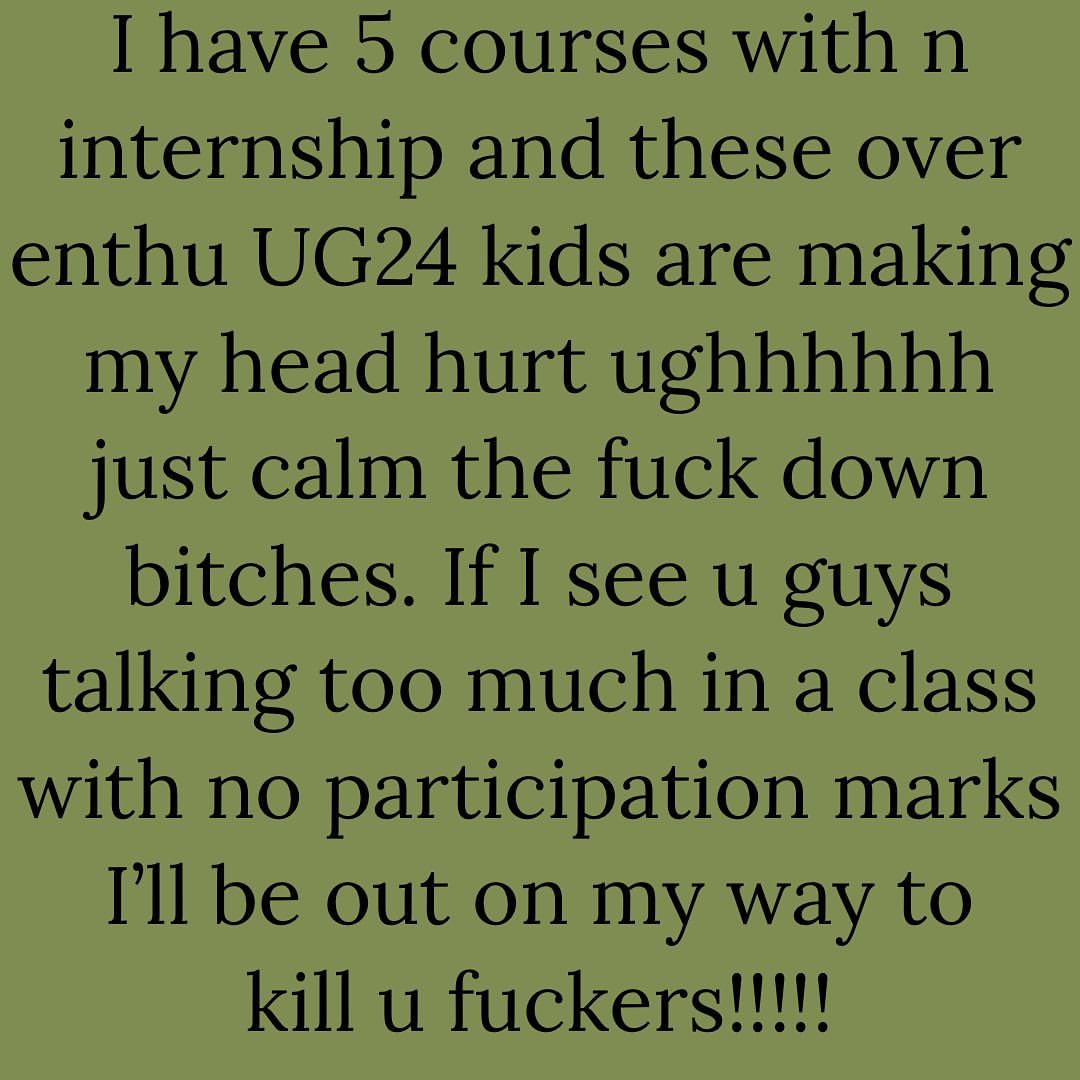 I have 5 courses with n
internship and these over
enthu UG24 kids are making
my head hurt ughhhhhh
just calm the fuck down
bitches. If I see u guys
talking too much in a class
with no participation marks
I’ll be out on my way to
kill u fuckers!!!!!